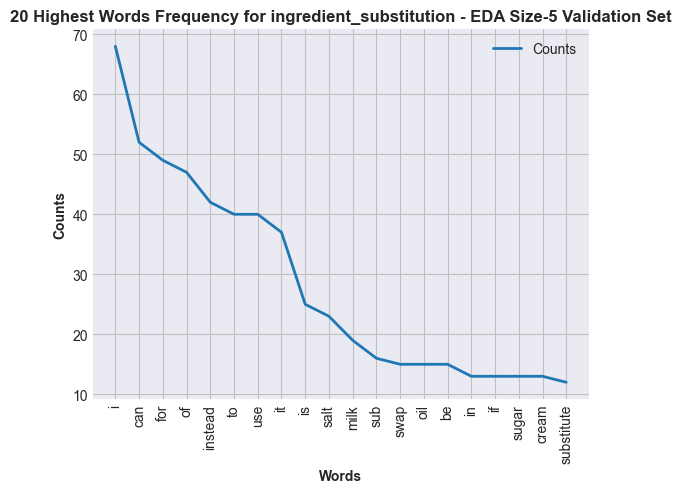 20 Highest Words Frequency for ingredient_substitution - EDA Size-5 Validation Set
Counts
70
60
50
40
30
20
10
Counts
i
can
for
of
instead
to
use
it
is
salt
milk
sub
swap
oil
be
in
if
sugar
cream
substitute
Words